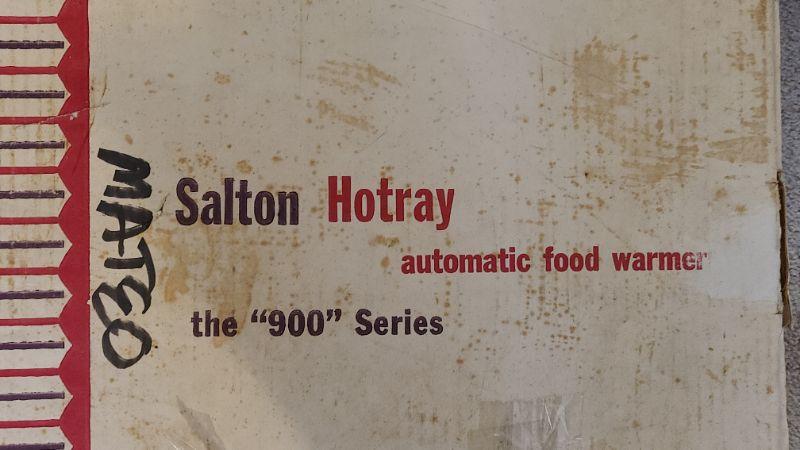 MATEO
Salton Hotray
automatic food warmer
the “900” Series